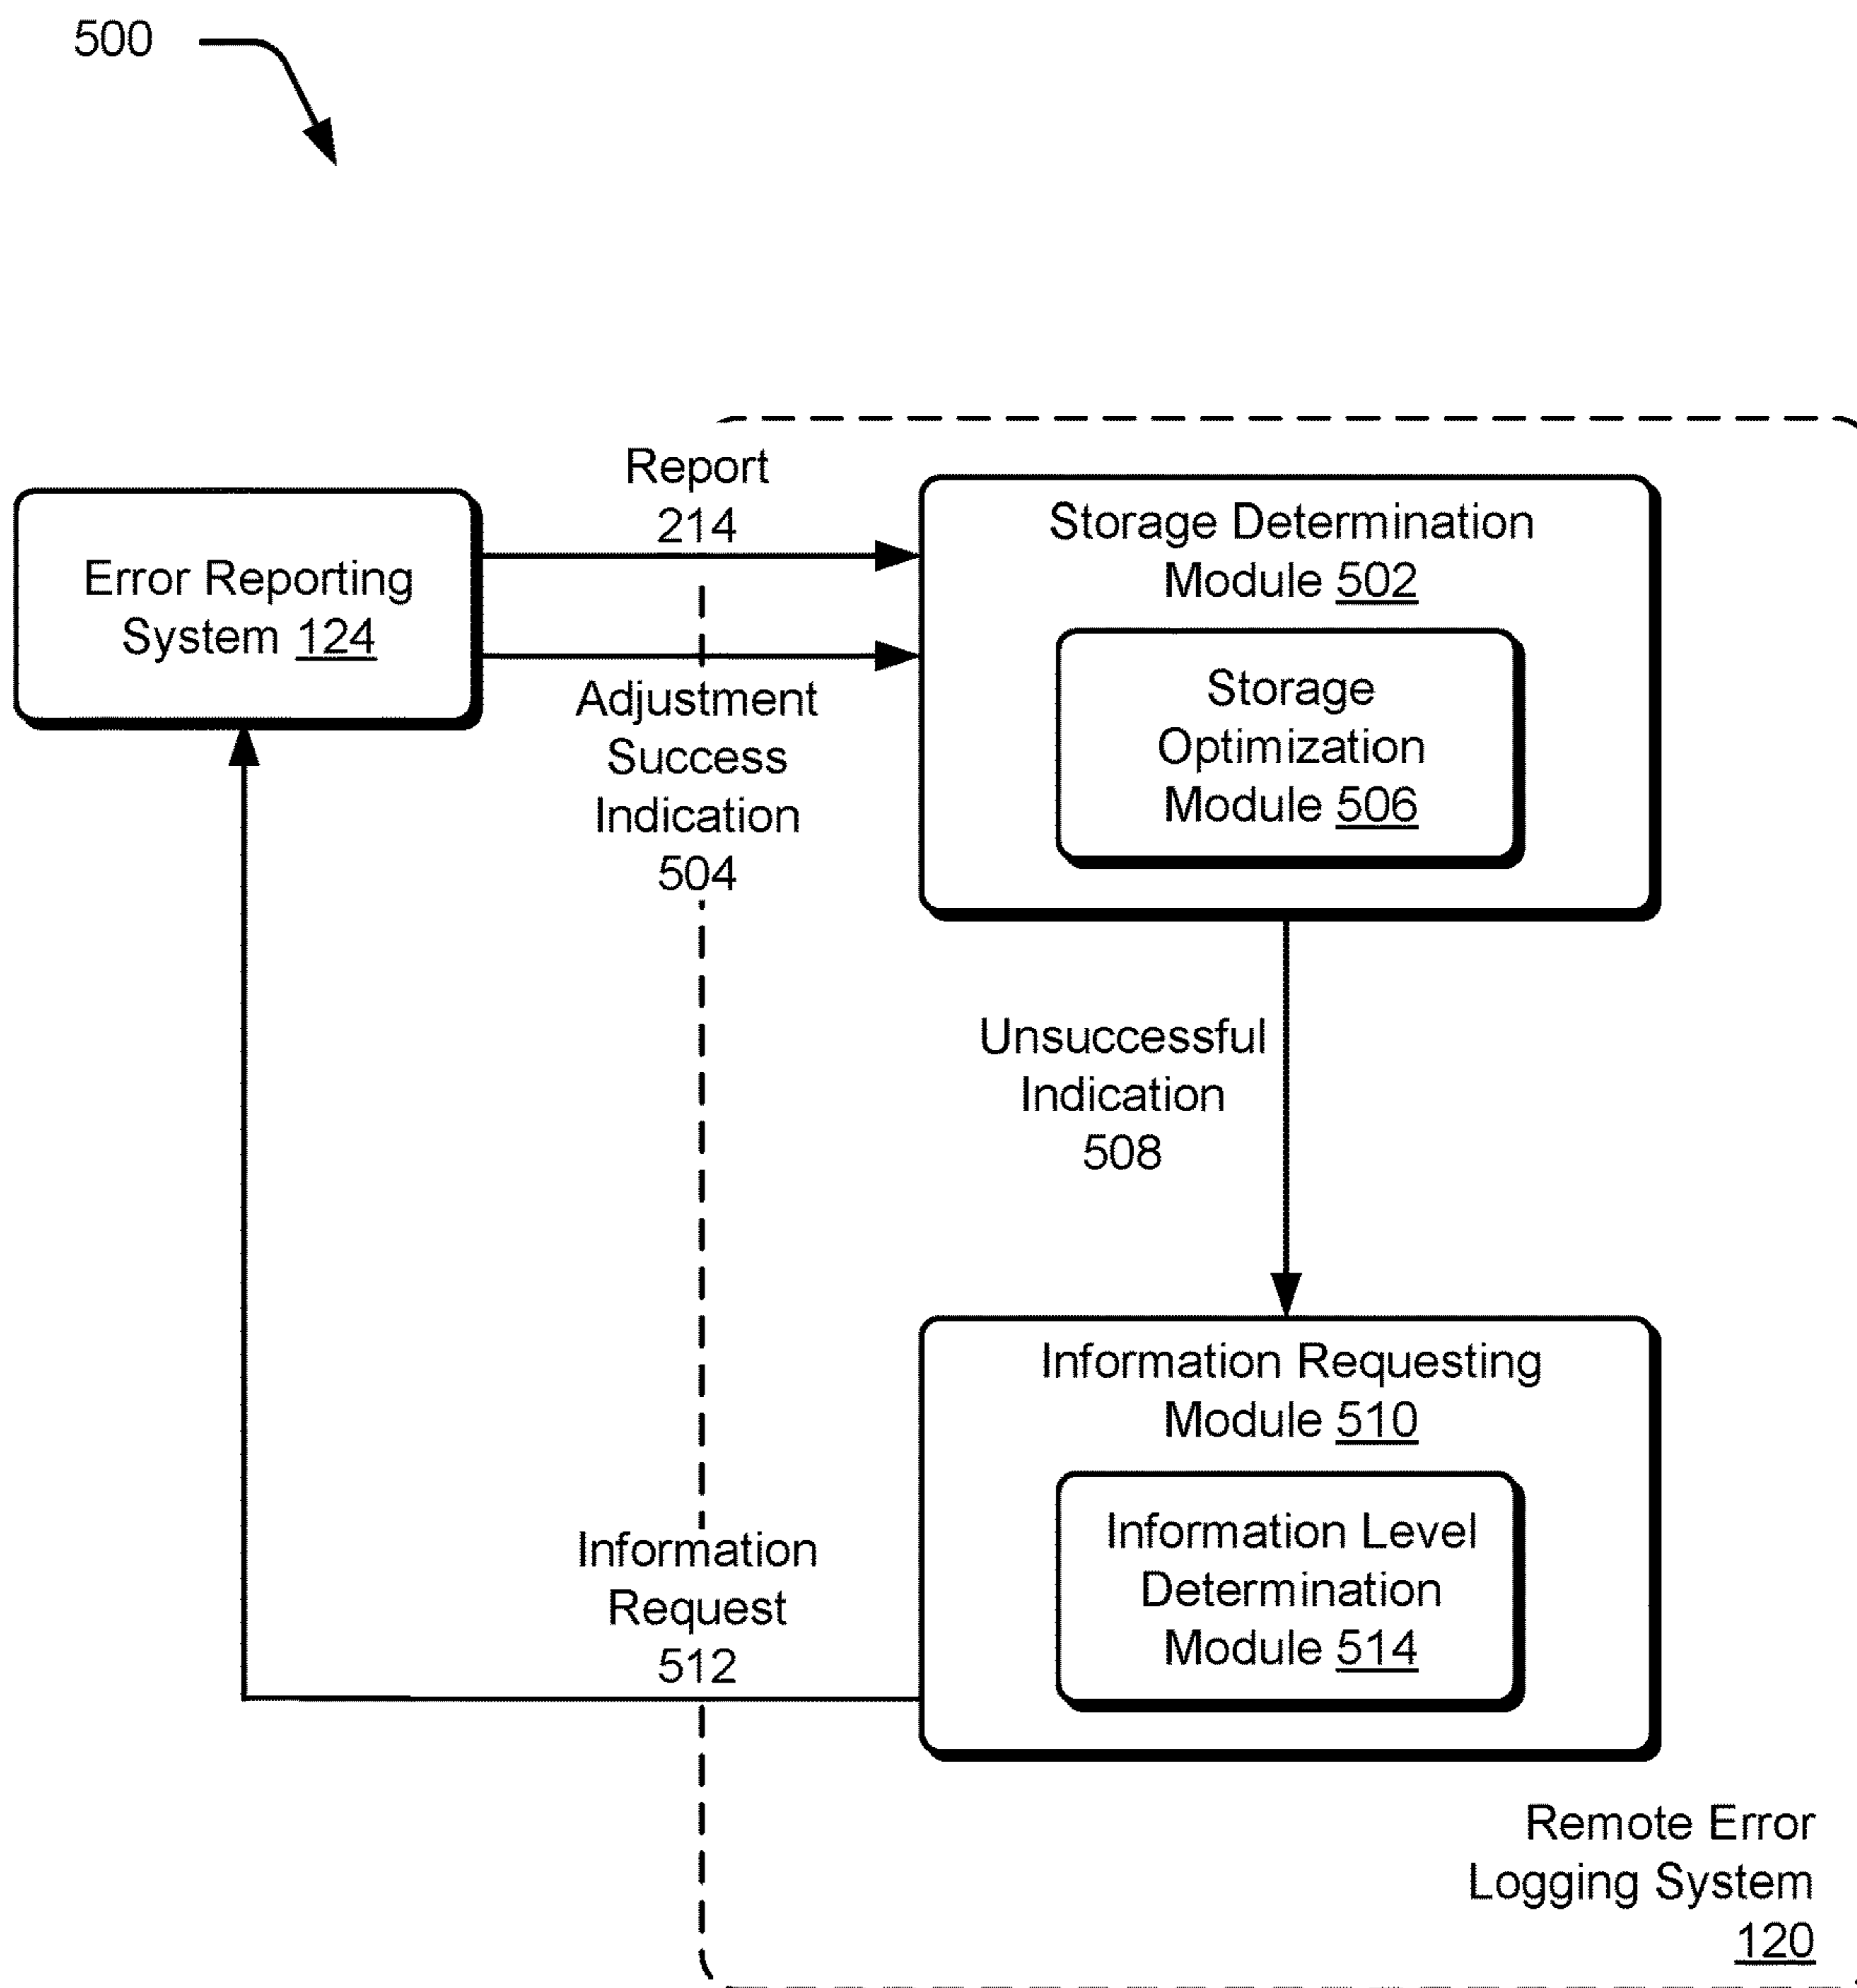 500
Report
214
Error Reporting
System 124
Adjustment
Success
Indication
504
Storage Determination
Module 502
Storage
Optimization
Module 506
Unsuccessful
Indication
508
Information Requesting
Module 510
Information Level
Determination
Module 514
Information
Request
512
Remote Error
Logging System
120